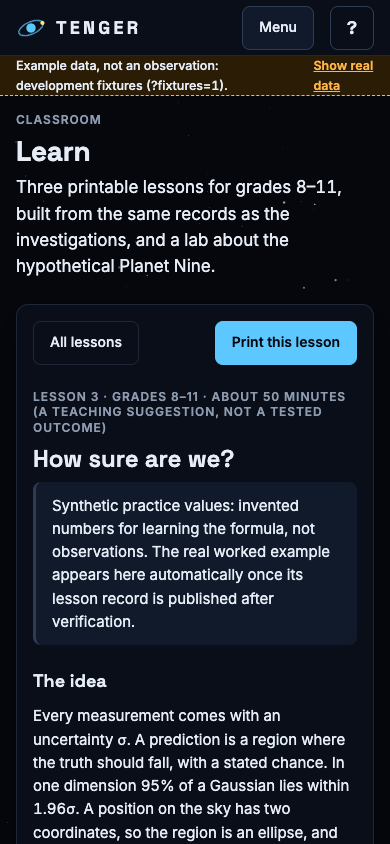 TENGER
Menu
?
Example data, not an observation:
development fixtures (?fixtures=1).
Show real
data
CLASSROOM
Learn
Three printable lessons for grades 8–11,
built from the same records as the
investigations, and a lab about the
hypothetical Planet Nine.
All lessons
Print this lesson
LESSON 3 · GRADES 8–11 · ABOUT 50 MINUTES
(A TEACHING SUGGESTION, NOT A TESTED
OUTCOME)
How sure are we?
Synthetic practice values: invented
numbers for learning the formula, not
observations. The real worked example
appears here automatically once its
lesson record is published after
verification.
The idea
Every measurement comes with an
uncertainty σ. A prediction is a region where
the truth should fall, with a stated chance. In
one dimension 95% of a Gaussian lies within
1.96σ. A position on the sky has two
coordinates, so the region is an ellipse, and